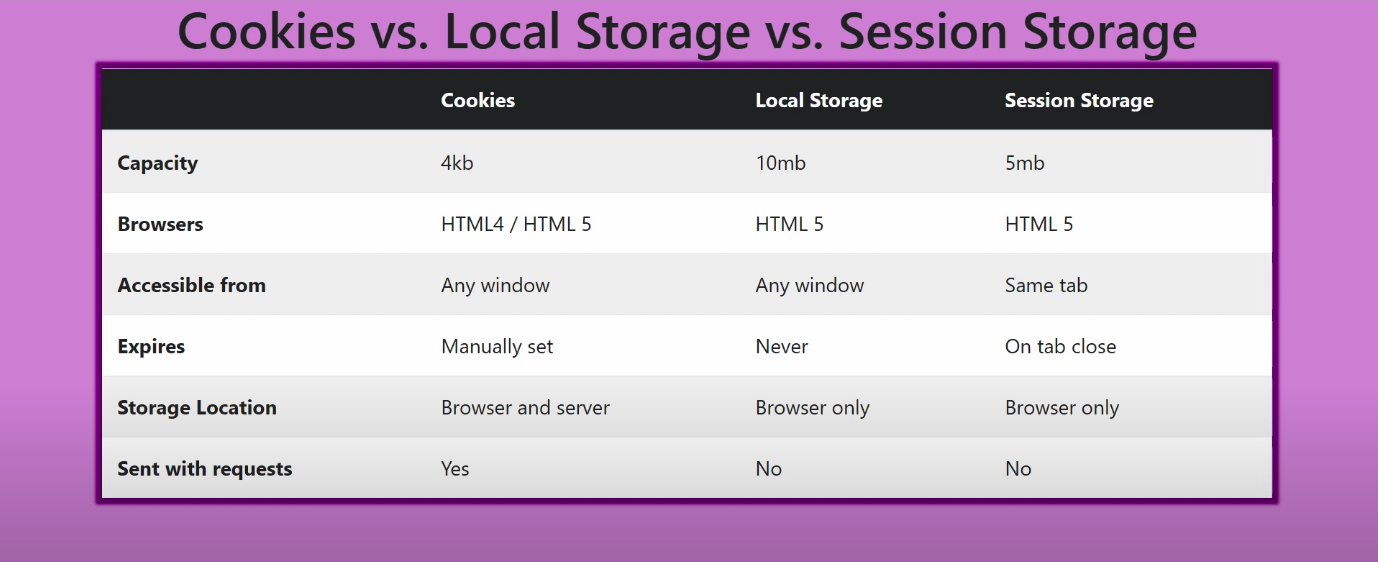 Cookies vs. Local Storage vs. Session Storage
Cookies Local Storage Session Storage
Capacity 4kb 10mb 5mb
Browsers HTML4 / HTML 5 HTML 5 HTML 5
Accessible from Any window Any window Same tab
Expires Manually set Never On tab close
Storage Location Browser and server Browser only Browser only
Sent with requests Yes No No